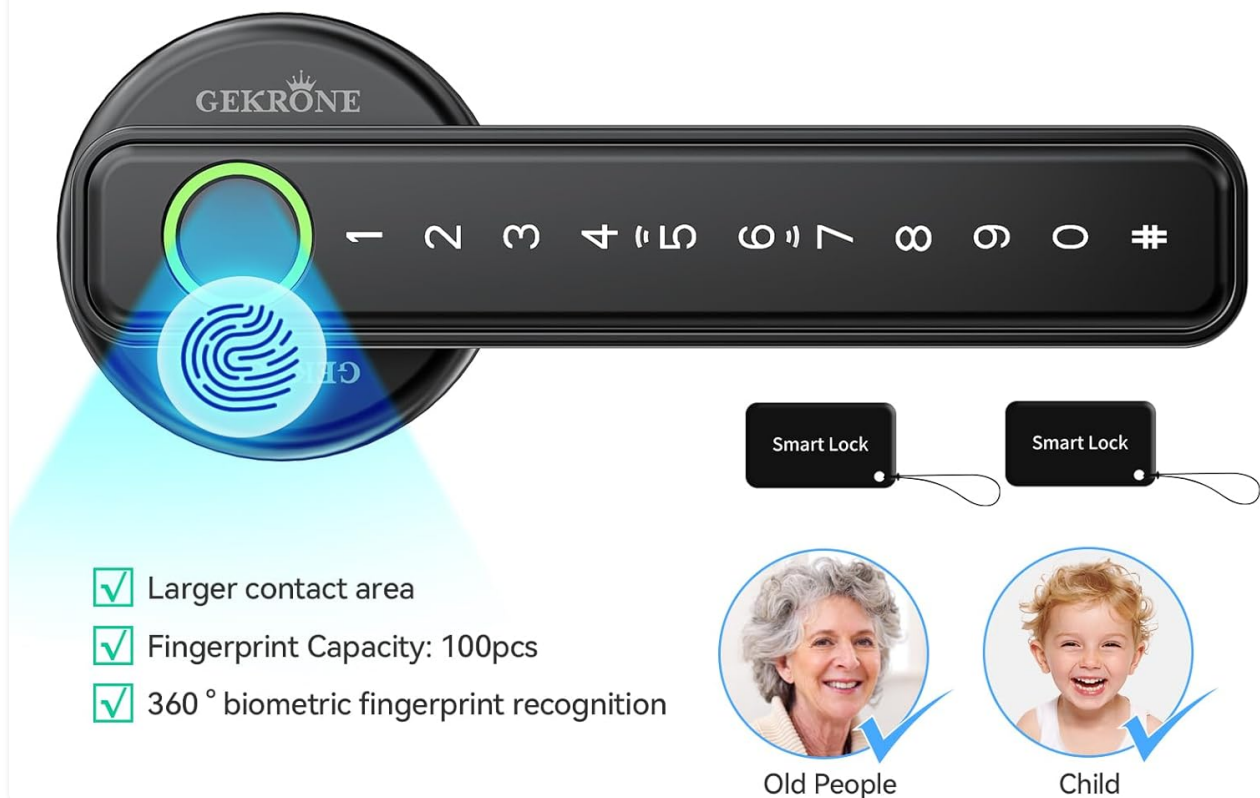 GEKRONE
1 2 3 4 5 6 7 8 9 0 #
GE
Smart Lock
Smart Lock
Larger contact area
Fingerprint Capacity: 100pcs
360° biometric fingerprint recognition
Old People
Child